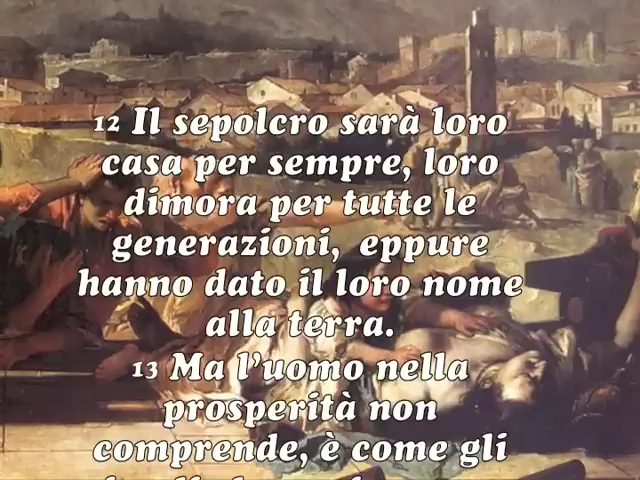 12 Il sepolcro sarà loro
casa per sempre, loro
dimora per tutte le
generazioni, eppure
hanno dato il loro nome
alla terra.
13 Ma l'uomo nella
prosperità non
comprende, è come gli